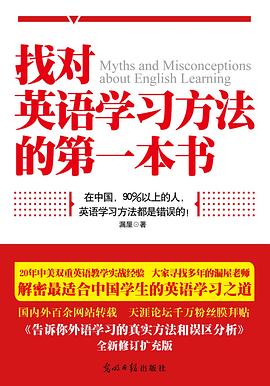 找对
Myths and Misconceptions
about English Learning
英语学习方法
的第一本书
在中国，90%以上的人，
英语学习方法都是错误的！
漏屋◎著
20年中美双重英语教学实战经验 大家寻找多年的漏屋老师
解密最适合中国学生的英语学习之道
国内外百余网站转载 天涯论坛千万粉丝膜拜贴
《告诉你外语学习的真实方法和误区分析》
全新修订扩充版
光明日报出版社